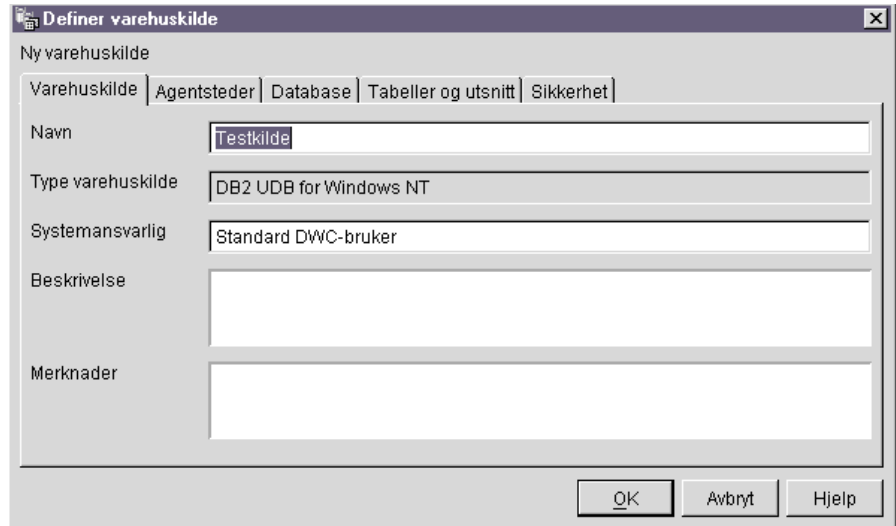 Definer varehuskilde
Ny varehuskilde
Varehuskilde Agentsteder Database Tabeller og utsnitt Sikkerhet
Navn Testkilde
Type varehuskilde DB2 UDB for Windows NT
Systemansvarlig Standard DWC-bruker
Beskrivelse
Merknader
OK Avbryt Hjelp